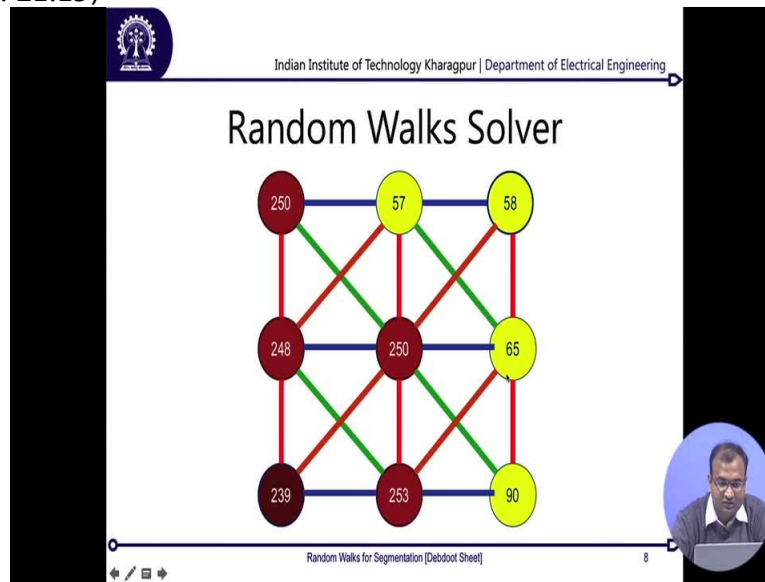 Indian Institute of Technology Kharagpur | Department of Electrical Engineering
Random Walks Solver
250 57 58
248 250 65
239 253 90
Random Walks for Segmentation [Debdoot Sheet] 8